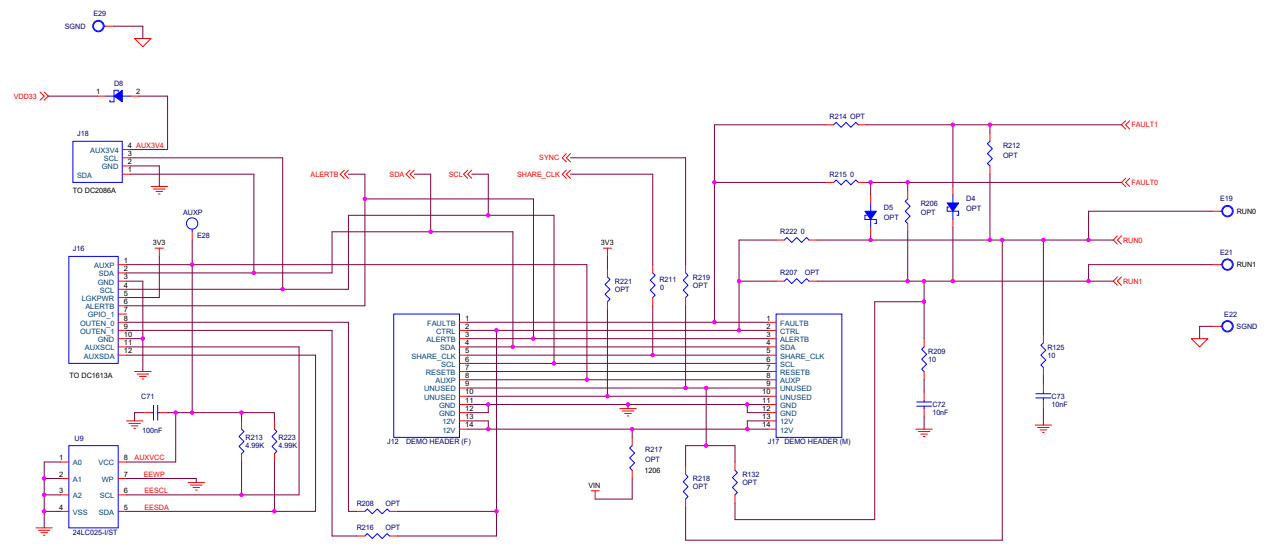 E29
SGND
D8
VDD33
1
2
J18
AUX3V4
SCL
GND
SDA
4
3
2
1
AUX3V4
TO DC2086A
AUXP
E28
3V3
J16
AUXP
SDA
GND
SCL
LGKPWR
ALERTB
GPIO_1
OUTEN_0
OUTEN_1
GND
AUXSCL
AUXSDA
1
2
3
4
5
6
7
8
9
10
11
12
TO DC1613A
C71
100nF
U9
A0
A1
A2
VSS
VCC
WP
SCL
SDA
1
2
3
4
8
7
6
5
AUXVCC
EEWP
EESCL
EESDA
24LC025-I/ST
R213
4.99K
R223
4.99K
ALERTB
SDA
SCL
SYNC
SHARE_CLK
3V3
R221
OPT
R211
0
R219
OPT
FAULTB
CTRL
ALERTB
SDA
SHARE_CLK
SCL
RESETB
AUXP
UNUSED
UNUSED
GND
GND
12V
12V
1
2
3
4
5
6
7
8
9
10
11
12
13
14
J12 DEMO HEADER (F)
R208 OPT
R216 OPT
VIN
R217
OPT
1206
R218
OPT
R132
OPT
1
2
3
4
5
6
7
8
9
10
11
12
13
14
FAULTB
CTRL
ALERTB
SDA
SHARE_CLK
SCL
RESETB
AUXP
UNUSED
UNUSED
GND
GND
12V
12V
J17 DEMO HEADER (M)
R214 OPT
R215 0
R222 0
R207 OPT
D5
OPT
R206
OPT
D4
OPT
R212
OPT
FAULT1
FAULT0
RUN0
RUN1
E19
RUN0
E21
RUN1
E22
SGND
R209
10
C72
10nF
R125
10
C73
10nF